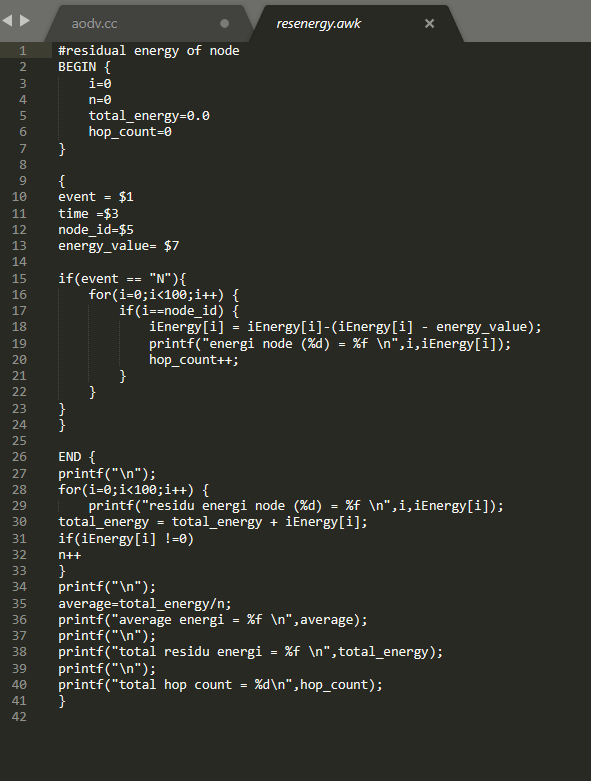 aodv.cc
resenergy.awk
1 #residual energy of node
2 BEGIN {
3     i=0
4     n=0
5     total_energy=0.0
6     hop_count=0
7 }
8
9 {
10 event = $1
11 time =$3
12 node_id=$5
13 energy_value= $7
14
15 if(event == "N"){
16     for(i=0;i<100;i++) {
17         if(i==node_id) {
18             iEnergy[i] = iEnergy[i]-(iEnergy[i] - energy_value);
19             printf("energi node (%d) = %f \n",i,iEnergy[i]);
20             hop_count++;
21         }
22     }
23 }
24 }
25
26 END {
27 printf("\n");
28 for(i=0;i<100;i++) {
29     printf("residu energi node (%d) = %f \n",i,iEnergy[i]);
30 total_energy = total_energy + iEnergy[i];
31 if(iEnergy[i] !=0)
32 n++
33 }
34 printf("\n");
35 average=total_energy/n;
36 printf("average energi = %f \n",average);
37 printf("\n");
38 printf("total residu energi = %f \n",total_energy);
39 printf("\n");
40 printf("total hop count = %d\n",hop_count);
41 }
42